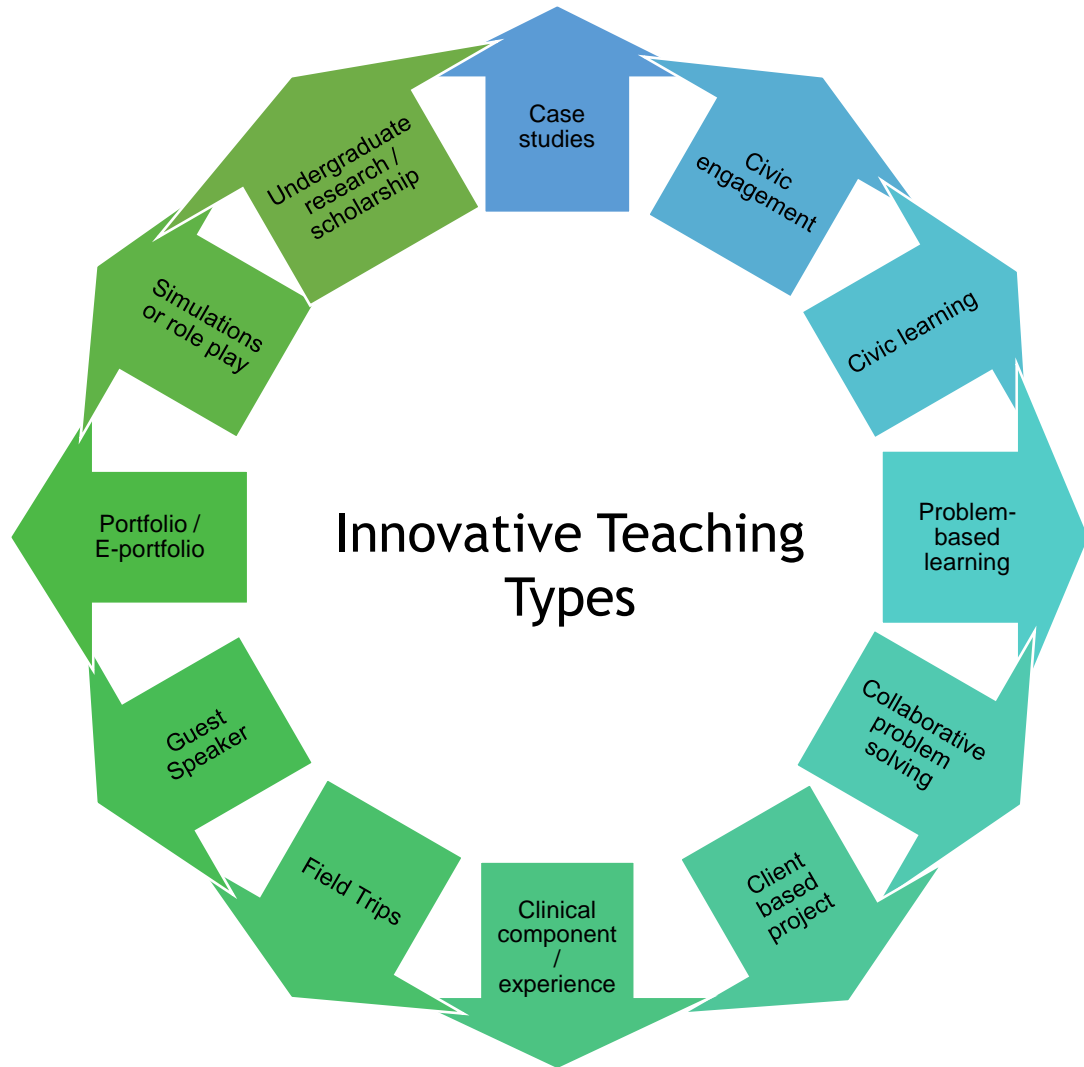 Case
studies
Civic
engagement
Civic learning
Problem-
based
learning
Collaborative
problem
solving
Client
based
project
Clinical
component
/
experience
Field Trips
Guest
Speaker
Portfolio /
E-portfolio
Simulations
or role play
Undergraduate
research /
scholarship
Innovative Teaching
Types